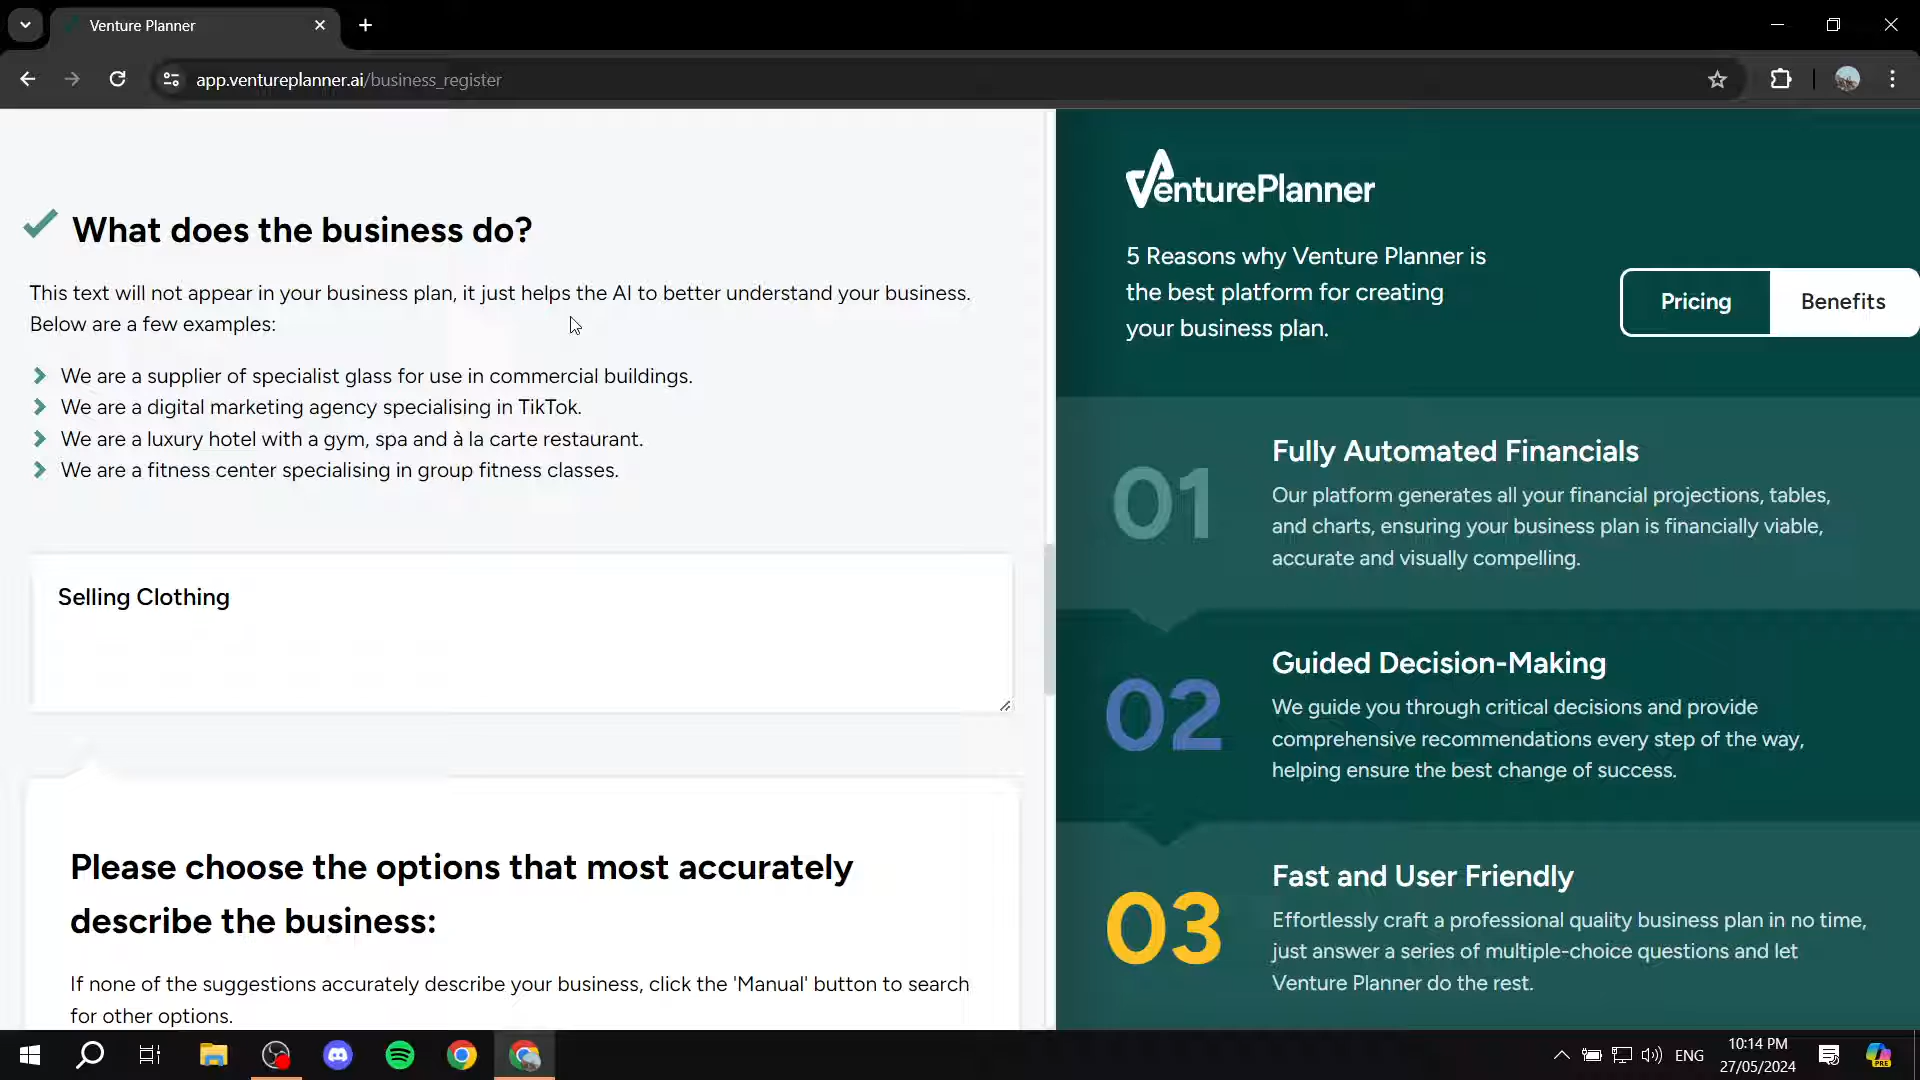 Venture Planner
app.ventureplanner.ai/business_register
What does the business do?
This text will not appear in your business plan, it just helps the AI to better understand your business.
Below are a few examples:
We are a supplier of specialist glass for use in commercial buildings.
We are a digital marketing agency specialising in TikTok.
We are a luxury hotel with a gym, spa and à la carte restaurant.
We are a fitness center specialising in group fitness classes.
Selling Clothing
Please choose the options that most accurately
describe the business:
If none of the suggestions accurately describe your business, click the 'Manual' button to search
for other options.
VenturePlanner
5 Reasons why Venture Planner is
the best platform for creating
your business plan.
Pricing
Benefits
01
Fully Automated Financials
Our platform generates all your financial projections, tables,
and charts, ensuring your business plan is financially viable,
accurate and visually compelling.
02
Guided Decision-Making
We guide you through critical decisions and provide
comprehensive recommendations every step of the way,
helping ensure the best change of success.
03
Fast and User Friendly
Effortlessly craft a professional quality business plan in no time,
just answer a series of multiple-choice questions and let
Venture Planner do the rest.
ENG
10:14 PM
27/05/2024
PRE